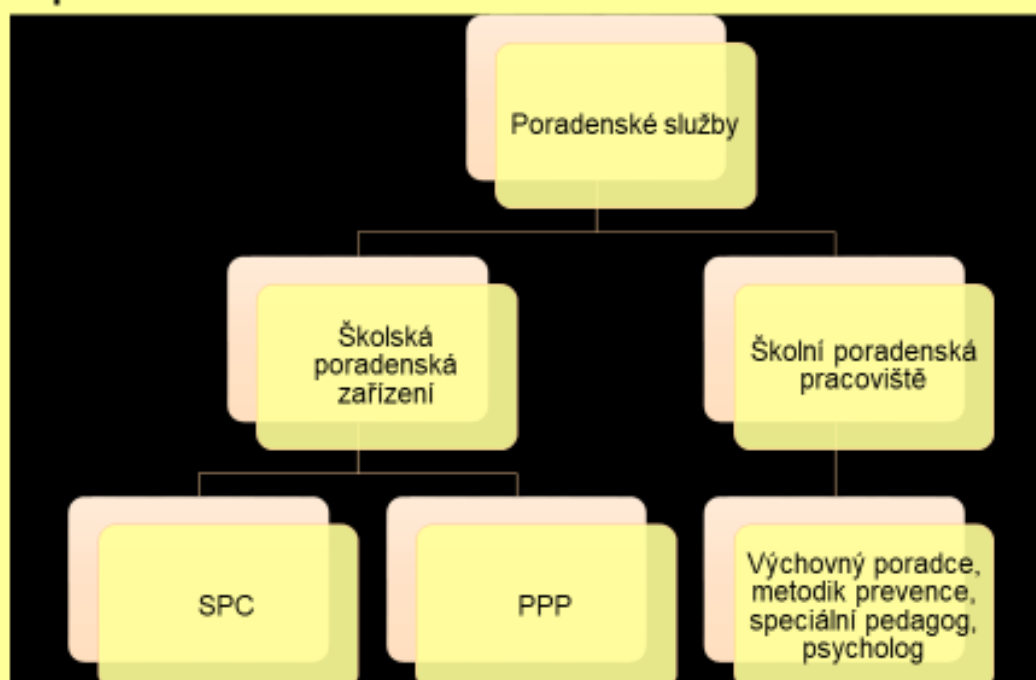 Poradenské služby
Školská
poradenská
zařízení
Školní poradenská
pracoviště
SPC
PPP
Výchovný poradce,
metodik prevence,
speciální pedagog,
psycholog